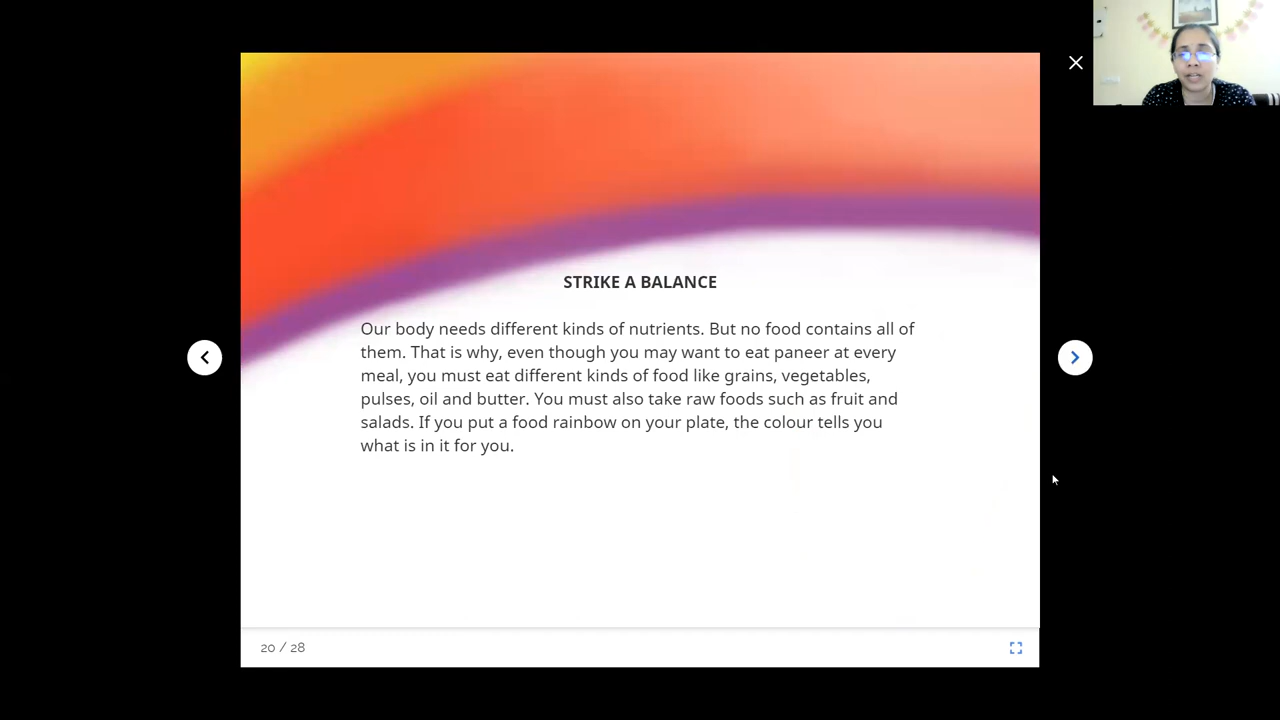 STRIKE A BALANCE
Our body needs different kinds of nutrients. But no food contains all of
them. That is why, even though you may want to eat paneer at every
meal, you must eat different kinds of food like grains, vegetables,
pulses, oil and butter. You must also take raw foods such as fruit and
salads. If you put a food rainbow on your plate, the colour tells you
what is in it for you.
20 / 28